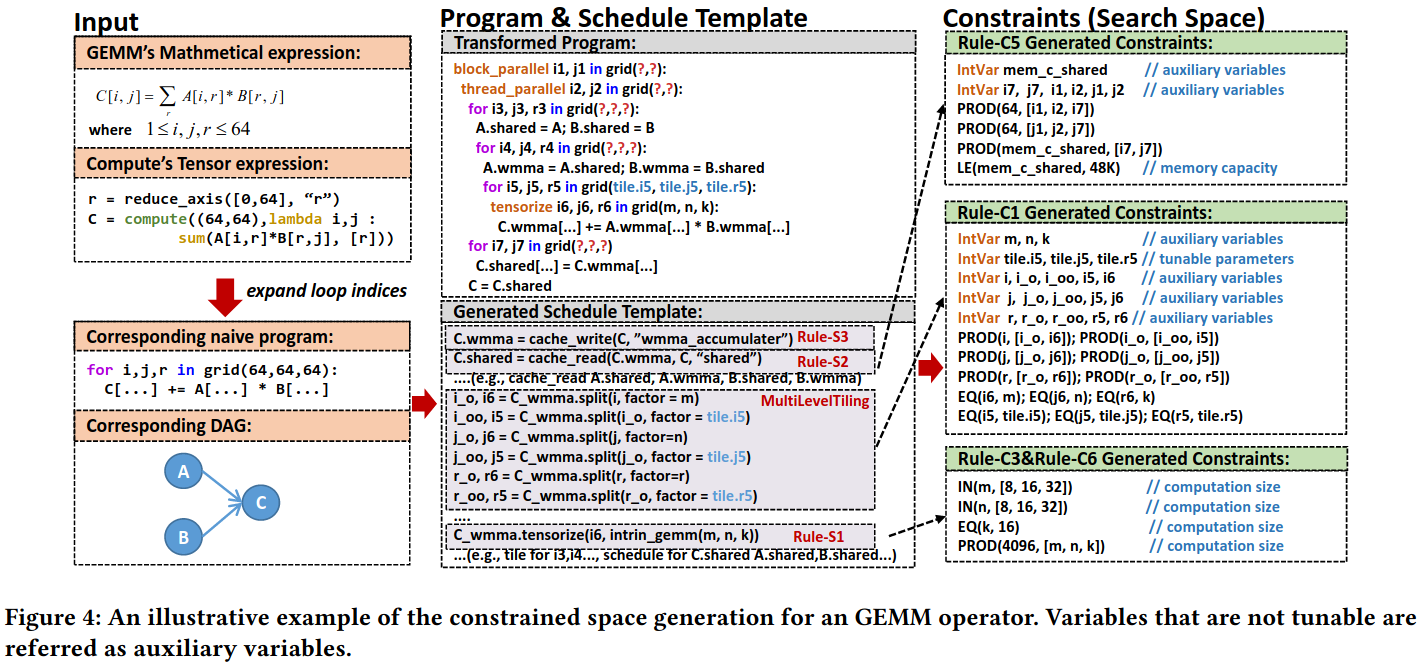 Input
GEMM's Mathmetical expression:
C[i, j] = ∑ A[i,r]* B[r, j]
r
where 1 ≤ i, j, r ≤ 64
Compute's Tensor expression:
r = reduce_axis([0,64], “r”)
C = compute((64,64),lambda i,j :
sum(A[i,r]*B[r,j], [r]))
expand loop indices
Corresponding naive program:
for i,j,r in grid(64,64,64):
C[...] += A[...] * B[...]
Corresponding DAG:
A
B
C
Program & Schedule Template
Transformed Program:
block_parallel i1, j1 in grid(?,?):
thread_parallel i2, j2 in grid(?,?):
for i3, j3, r3 in grid(?,?,?):
A.shared = A; B.shared = B
for i4, j4, r4 in grid(?,?,?):
A.wmma = A.shared; B.wmma = B.shared
for i5, j5, r5 in grid(tile.i5, tile.j5, tile.r5):
tensorize i6, j6, r6 in grid(m, n, k):
C.wmma[...] += A.wmma[...] * B.wmma[...]
for i7, j7 in grid(?,?,?)
C.shared[...] = C.wmma[...]
C = C.shared
Generated Schedule Template:
C.wmma = cache_write(C, ”wmma_accumulater”) Rule-S3
C.shared = cache_read(C.wmma, C, “shared”) Rule-S2
....(e.g., cache_read A.shared, A.wmma, B.shared, B.wmma)
i_o, i6 = C_wmma.split(i, factor = m) MultiLevelTiling
i_oo, i5 = C_wmma.split(i_o, factor = tile.i5)
j_o, j6 = C_wmma.split(j, factor=n)
j_oo, j5 = C_wmma.split(j_o, factor = tile.j5)
r_o, r6 = C_wmma.split(r, factor=r)
r_oo, r5 = C_wmma.split(r_o, factor = tile.r5)
....
C_wmma.tensorize(i6, intrin_gemm(m, n, k)) Rule-S1
...(e.g., tile for i3,i4..., schedule for C.shared A.shared,B.shared...)
Constraints (Search Space)
Rule-C5 Generated Constraints:
IntVar mem_c_shared // auxiliary variables
IntVar i7, j7, i1, i2, j1, j2 // auxiliary variables
PROD(64, [i1, i2, i7])
PROD(64, [j1, j2, j7])
PROD(mem_c_shared, [i7, j7])
LE(mem_c_shared, 48K) // memory capacity
Rule-C1 Generated Constraints:
IntVar m, n, k // auxiliary variables
IntVar tile.i5, tile.j5, tile.r5 // tunable parameters
IntVar i, i_o, i_oo, i5, i6 // auxiliary variables
IntVar j, j_o, j_oo, j5, j6 // auxiliary variables
IntVar r, r_o, r_oo, r5, r6 // auxiliary variables
PROD(i, [i_o, i6]); PROD(i_o, [i_oo, i5])
PROD(j, [j_o, j6]); PROD(j_o, [j_oo, j5])
PROD(r, [r_o, r6]); PROD(r_o, [r_oo, r5])
EQ(i6, m); EQ(j6, n); EQ(r6, k)
EQ(i5, tile.i5); EQ(j5, tile.j5); EQ(r5, tile.r5)
Rule-C3&Rule-C6 Generated Constraints:
IN(m, [8, 16, 32]) // computation size
IN(n, [8, 16, 32]) // computation size
EQ(k, 16) // computation size
PROD(4096, [m, n, k]) // computation size
Figure 4: An illustrative example of the constrained space generation for an GEMM operator. Variables that are not tunable are
referred as auxiliary variables.